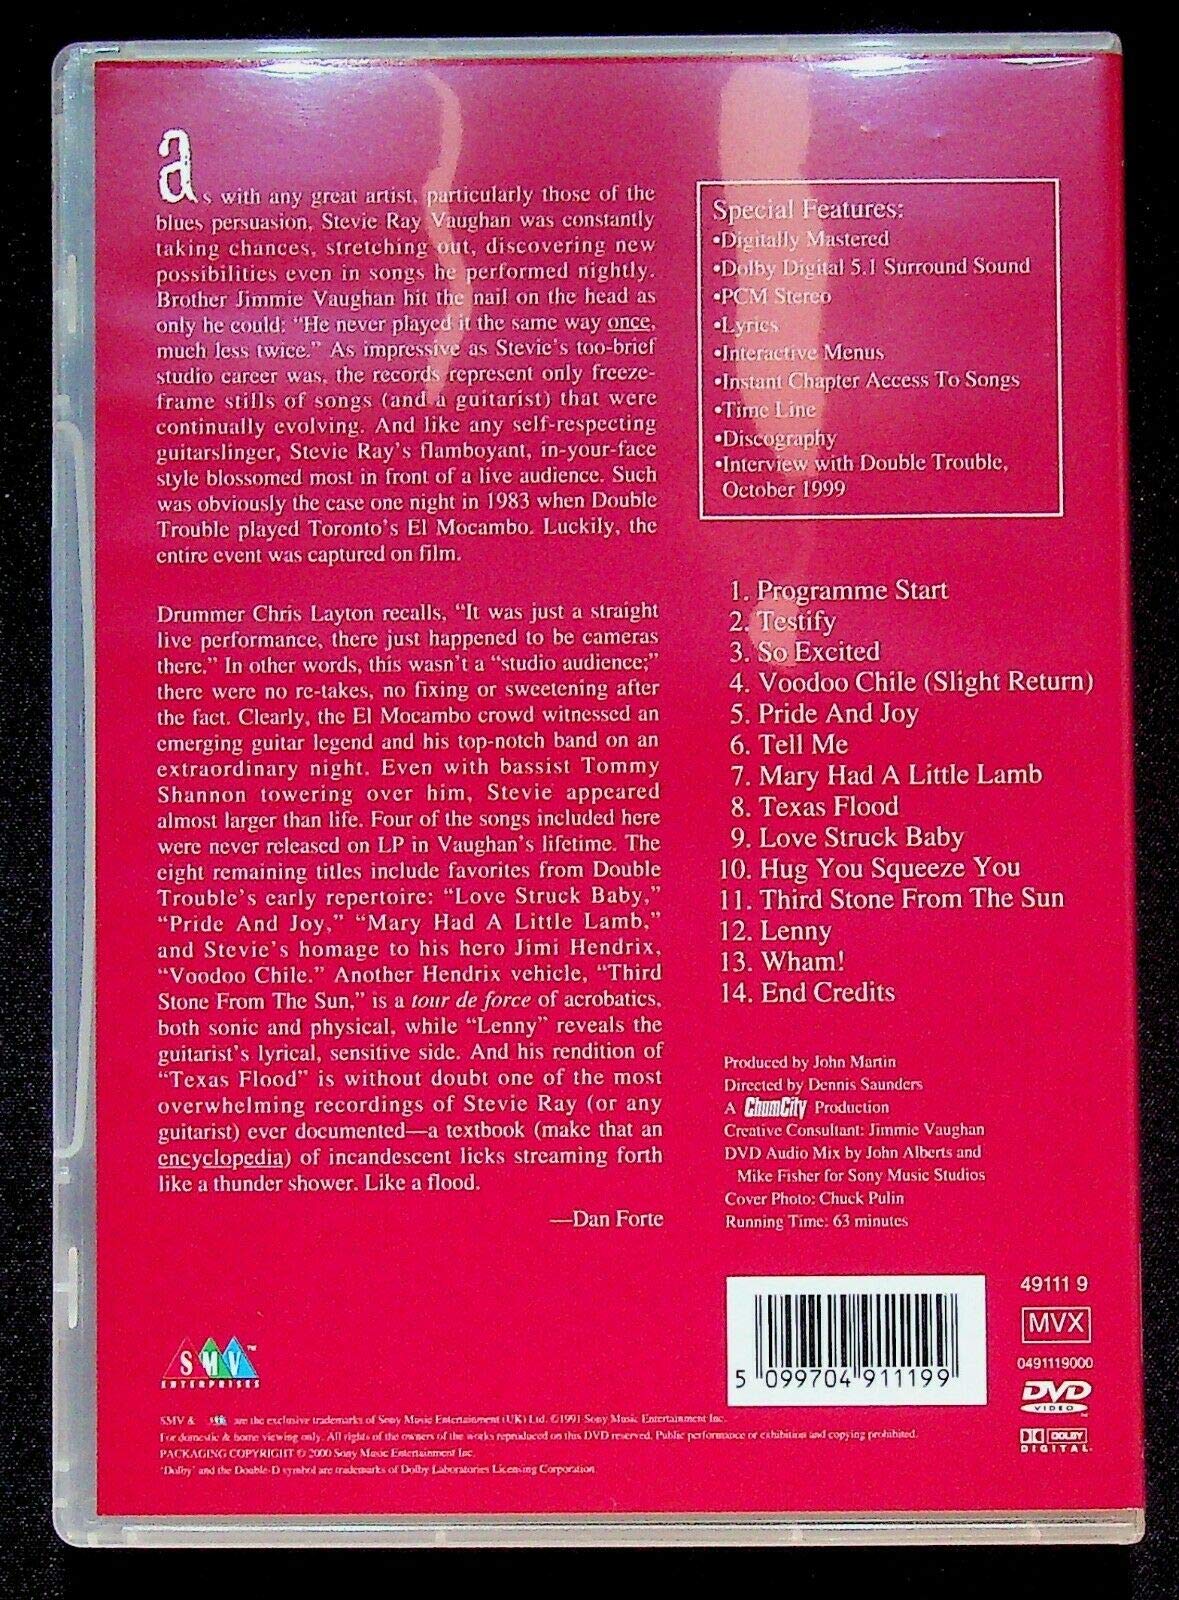 as with any great artist, particularly those of the
blues persuasion, Stevie Ray Vaughan was constantly
taking chances, stretching out, discovering new
possibilities even in songs he performed nightly.
Brother Jimmie Vaughan hit the nail on the head as
only he could: "He never played it the same way once,
much less twice." As impressive as Stevie's too-brief
studio career was, the records represent only freeze-
frame stills of songs (and a guitarist) that were
continually evolving. And like any self-respecting
guitarslinger, Stevie Ray's flamboyant, in-your-face
style blossomed most in front of a live audience. Such
was obviously the case one night in 1983 when Double
Trouble played Toronto's El Mocambo. Luckily, the
entire event was captured on film.
Drummer Chris Layton recalls, "It was just a straight
live performance, there just happened to be cameras
there." In other words, this wasn't a "studio audience;"
there were no re-takes, no fixing or sweetening after
the fact. Clearly, the El Mocambo crowd witnessed an
emerging guitar legend and his top-notch band on an
extraordinary night. Even with bassist Tommy
Shannon towering over him, Stevie appeared
almost larger than life. Four of the songs included here
were never released on LP in Vaughan's lifetime. The
eight remaining titles include favorites from Double
Trouble's early repertoire: "Love Struck Baby,"
"Pride And Joy," "Mary Had A Little Lamb,"
and Stevie's homage to his hero Jimi Hendrix,
"Voodoo Chile." Another Hendrix vehicle, "Third
Stone From The Sun," is a tour de force of acrobatics,
both sonic and physical, while "Lenny" reveals the
guitarist's lyrical, sensitive side. And his rendition of
"Texas Flood" is without doubt one of the most
overwhelming recordings of Stevie Ray (or any
guitarist) ever documented—a textbook (make that an
encyclopedia) of incandescent licks streaming forth
like a thunder shower. Like a flood.
—Dan Forte
Special Features:
•Digitally Mastered
•Dolby Digital 5.1 Surround Sound
•PCM Stereo
•Lyrics
•Interactive Menus
•Instant Chapter Access To Songs
•Time Line
•Discography
•Interview with Double Trouble,
October 1999
1. Programme Start
2. Testify
3. So Excited
4. Voodoo Chile (Slight Return)
5. Pride And Joy
6. Tell Me
7. Mary Had A Little Lamb
8. Texas Flood
9. Love Struck Baby
10. Hug You Squeeze You
11. Third Stone From The Sun
12. Lenny
13. Wham!
14. End Credits
Produced by John Martin
Directed by Dennis Saunders
A ChumCity Production
Creative Consultant: Jimmie Vaughan
DVD Audio Mix by John Alberts and
Mike Fisher for Sony Music Studios
Cover Photo: Chuck Pulin
Running Time: 63 minutes
5 099704 911199
49111 9
MVX
0491119000
DVD
VIDEO
DOLBY
DIGITAL
SMV™
ENTERPRISES
SMV & are the exclusive trademarks of Sony Music Entertainment (UK) Ltd. ©1991 Sony Music Entertainment Inc.
For domestic & home viewing only. All rights of the owners of the works reproduced on this DVD reserved. Public performance or exhibition and copying prohibited.
PACKAGING COPYRIGHT © 2000 Sony Music Entertainment Inc.
'Dolby' and the Double-D symbol are trademarks of Dolby Laboratories Licensing Corporation.